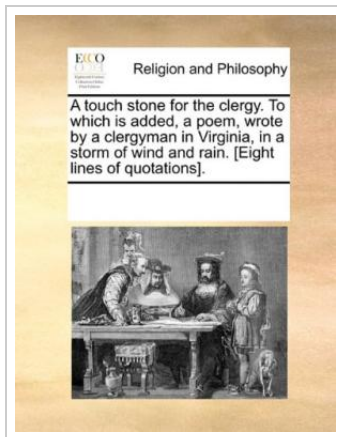 ECCO
Religion and Philosophy
A touch stone for the clergy. To
which is added, a poem, wrote
by a clergyman in Virginia, in a
storm of wind and rain. [Eight
lines of quotations].